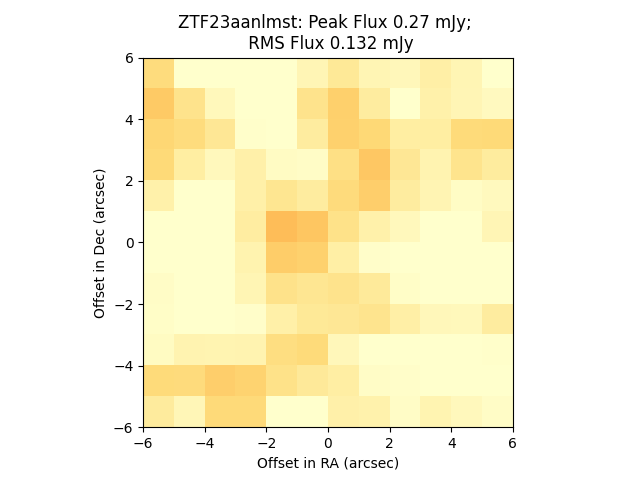 ZTF23aanlmst: Peak Flux 0.27 mJy;
RMS Flux 0.132 mJy
6
4
2
0
−2
−4
−6
Offset in Dec (arcsec)
−6 −4 −2 0 2 4 6
Offset in RA (arcsec)